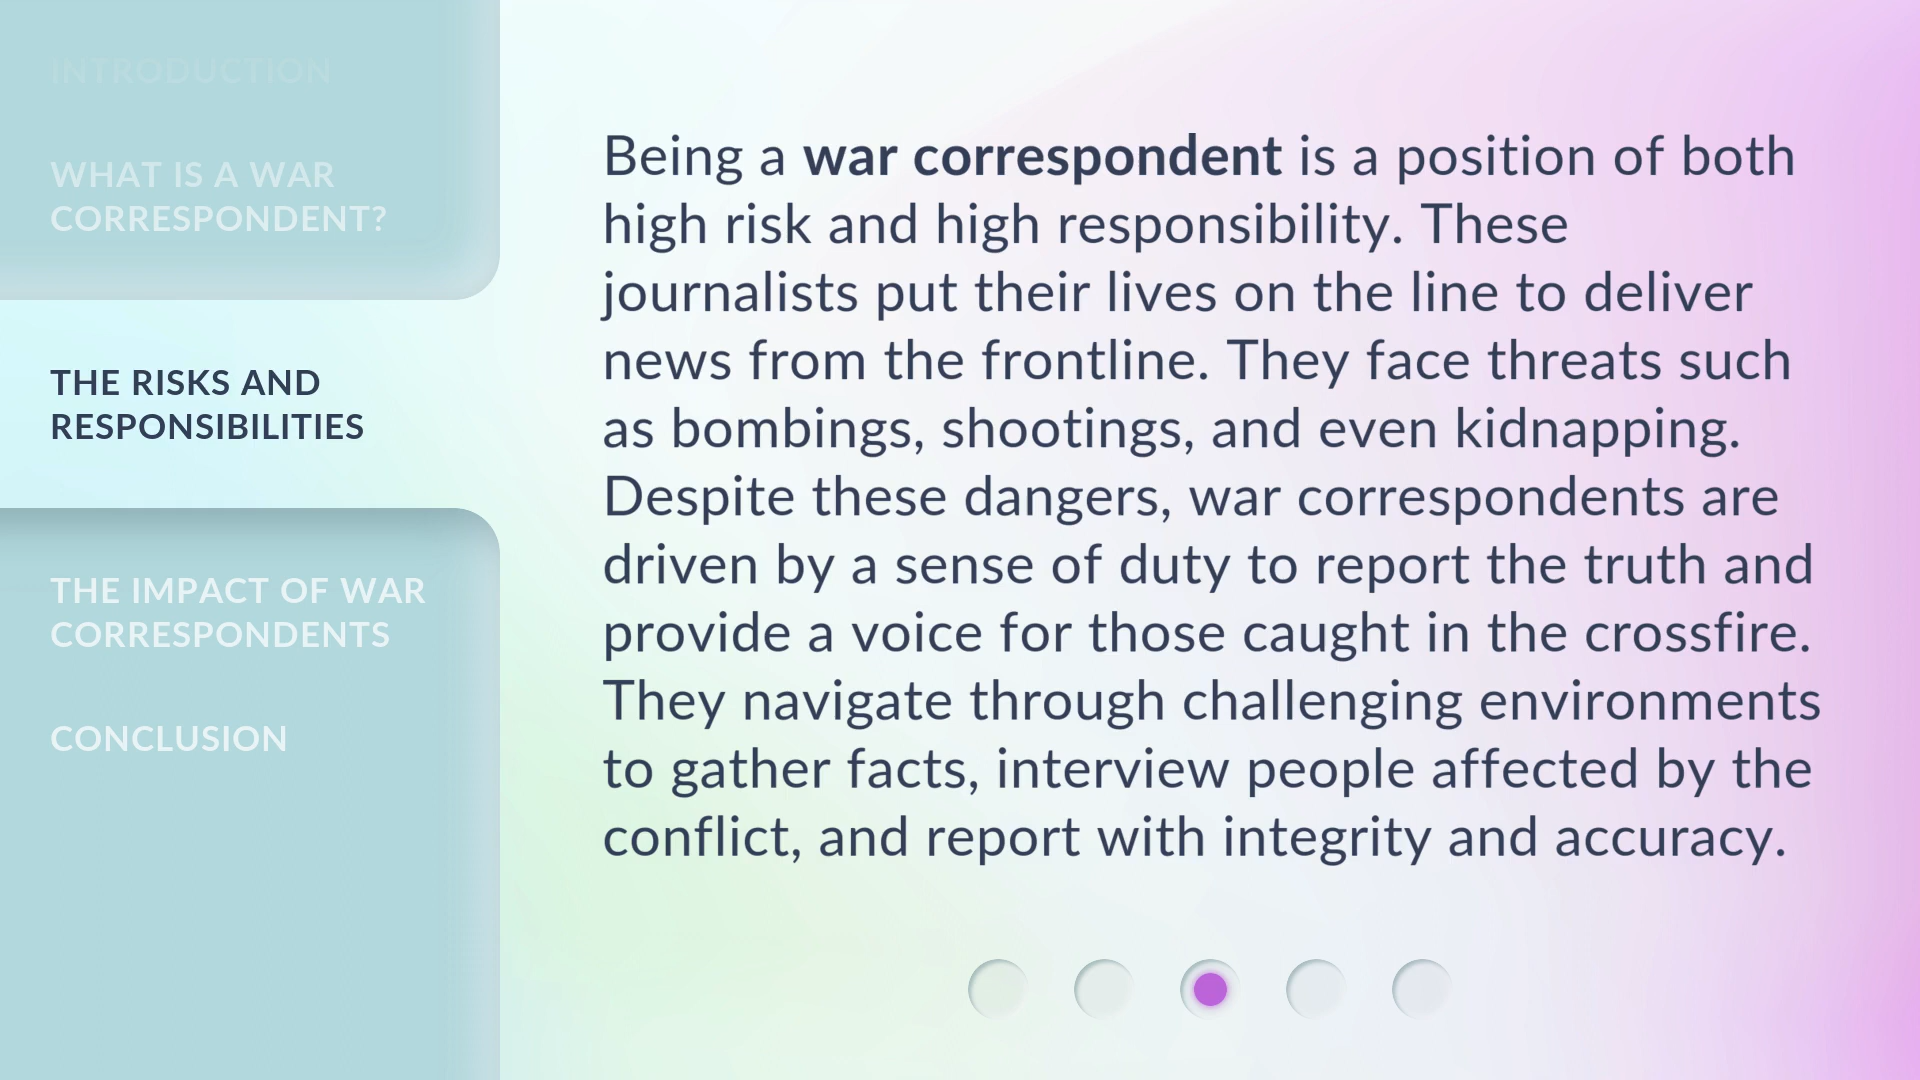 INTRODUCTION
WHAT IS A WAR
CORRESPONDENT?
THE RISKS AND
RESPONSIBILITIES
THE IMPACT OF WAR
CORRESPONDENTS
CONCLUSION
Being a war correspondent is a position of both
high risk and high responsibility. These
journalists put their lives on the line to deliver
news from the frontline. They face threats such
as bombings, shootings, and even kidnapping.
Despite these dangers, war correspondents are
driven by a sense of duty to report the truth and
provide a voice for those caught in the crossfire.
They navigate through challenging environments
to gather facts, interview people affected by the
conflict, and report with integrity and accuracy.